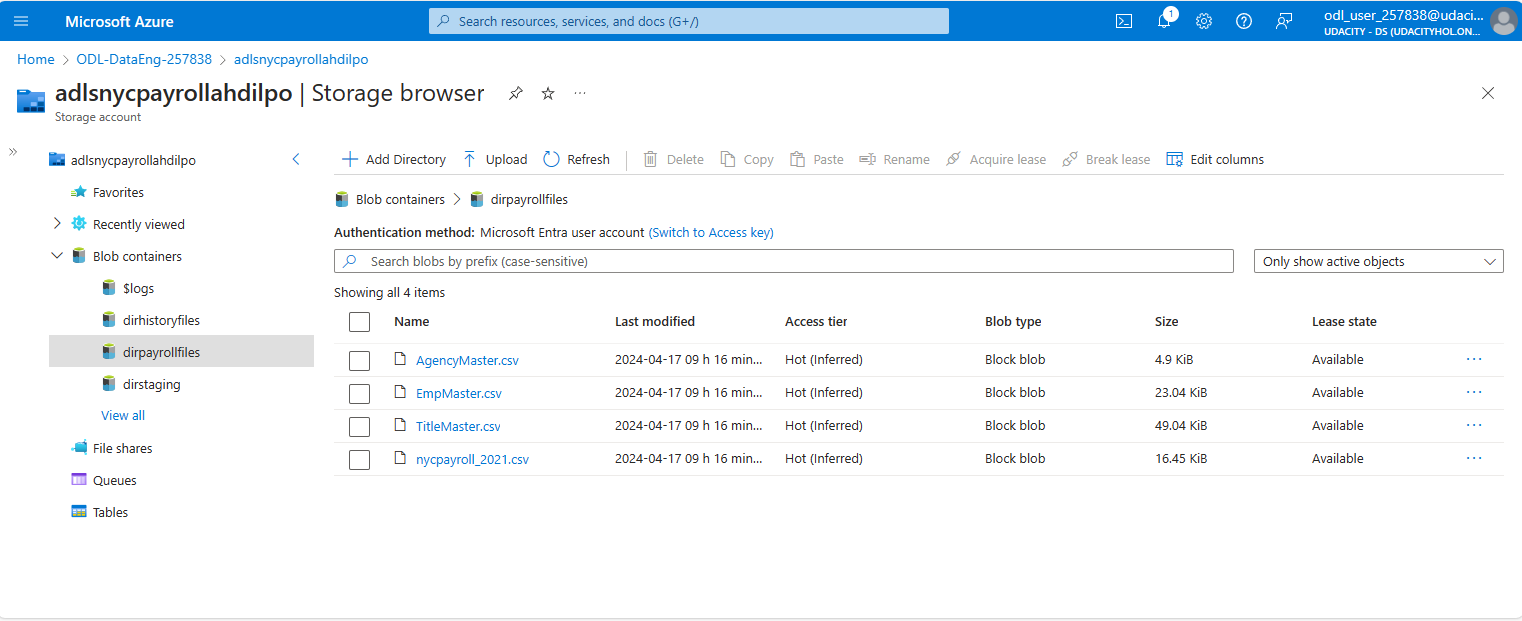 Microsoft Azure
Search resources, services, and docs (G+/)
1
odl_user_257838@udaci...
UDACITY - DS (UDACITYHOL.ON...
Home > ODL-DataEng-257838 > adlsnycpayrollahdilpo
adlsnycpayrollahdilpo | Storage browser
Storage account
adlsnycpayrollahdilpo
Favorites
Recently viewed
Blob containers
$logs
dirhistoryfiles
dirpayrollfiles
dirstaging
View all
File shares
Queues
Tables
Add Directory Upload Refresh Delete Copy Paste Rename Acquire lease Break lease Edit columns
Blob containers > dirpayrollfiles
Authentication method: Microsoft Entra user account (Switch to Access key)
Search blobs by prefix (case-sensitive) Only show active objects
Showing all 4 items
Name Last modified Access tier Blob type Size Lease state
AgencyMaster.csv 2024-04-17 09 h 16 min... Hot (Inferred) Block blob 4.9 KiB Available
EmpMaster.csv 2024-04-17 09 h 16 min... Hot (Inferred) Block blob 23.04 KiB Available
TitleMaster.csv 2024-04-17 09 h 16 min... Hot (Inferred) Block blob 49.04 KiB Available
nycpayroll_2021.csv 2024-04-17 09 h 16 min... Hot (Inferred) Block blob 16.45 KiB Available